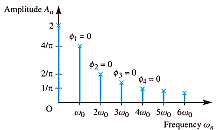 Amplitude Aₙ
2
ϕ₁ = 0
4/π
ϕ₂ = 0
ϕ₃ = 0
2/π
ϕ₄ = 0
1/π
O
ω₀ 2ω₀ 3ω₀ 4ω₀ 5ω₀ 6ω₀
Frequency ωₙ